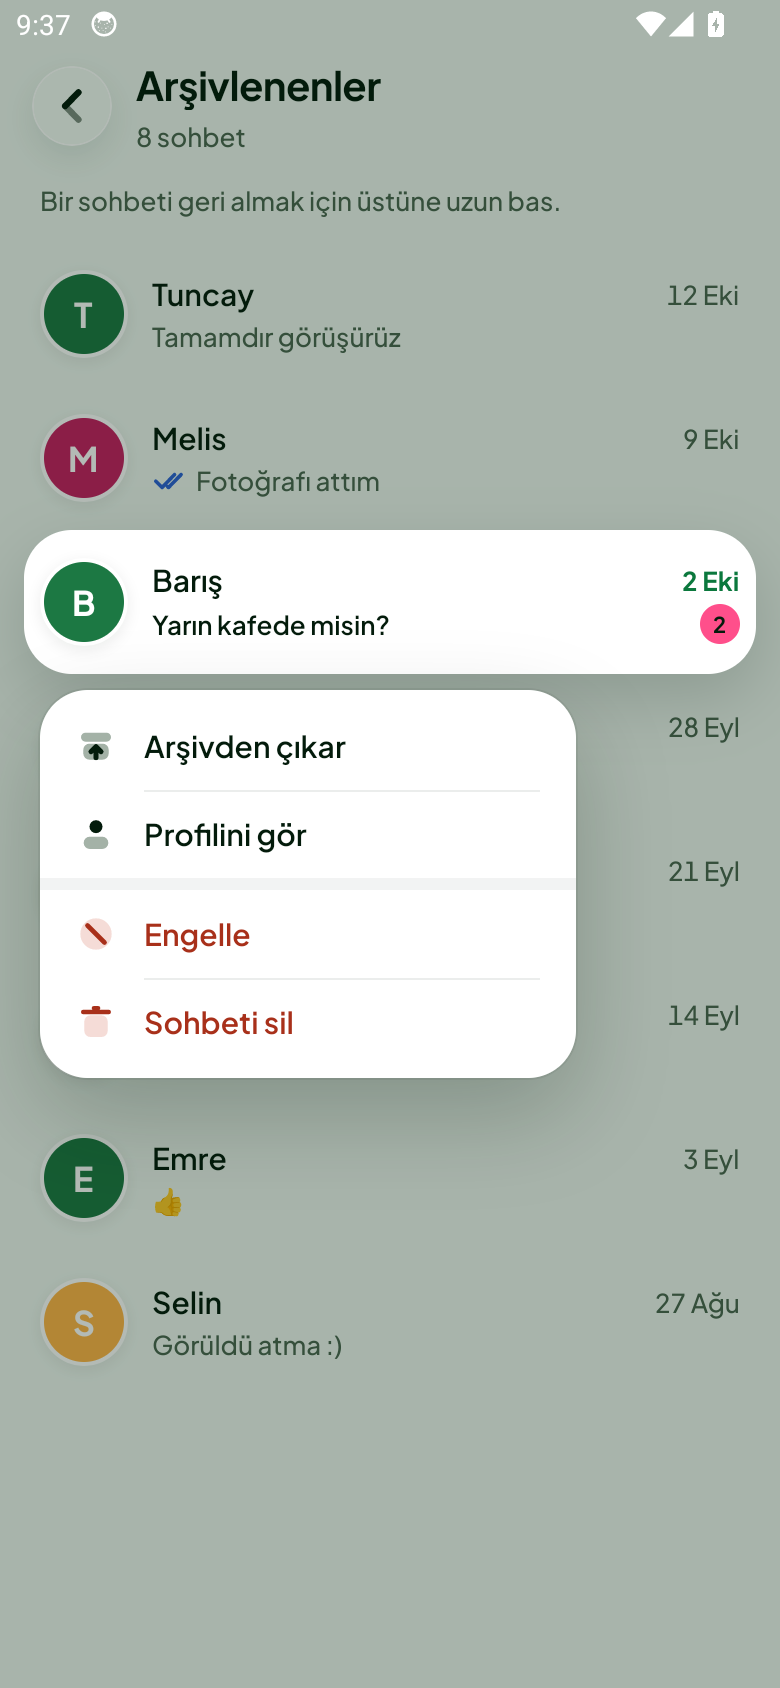 9:37
Arşivlenenler
8 sohbet
Bir sohbeti geri almak için üstüne uzun bas.
T
Tuncay
12 Eki
Tamamdır görüşürüz
M
Melis
9 Eki
Fotoğrafı attım
B
Barış
2 Eki
Yarın kafede misin?
2
28 Eyl
Arşivden çıkar
Profilini gör
21 Eyl
Engelle
14 Eyl
Sohbeti sil
E
Emre
3 Eyl
👍
S
Selin
27 Ağu
Görüldü atma :)